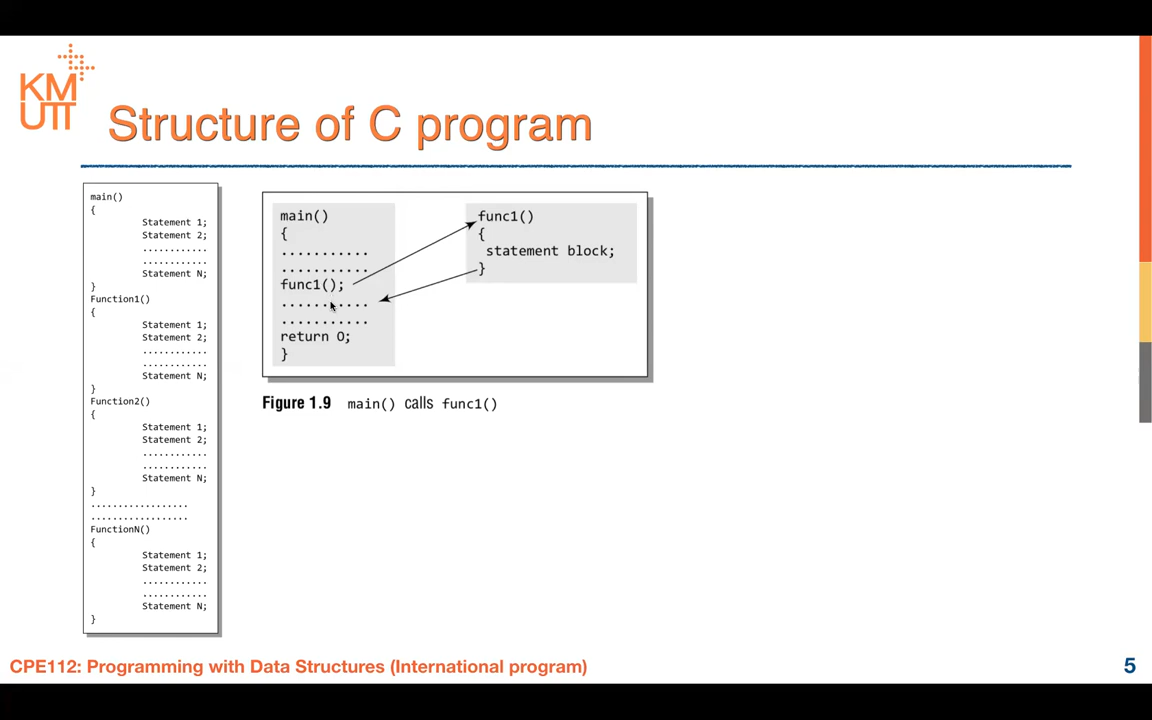 KM
UTT
Structure of C program
main()
{
Statement 1;
Statement 2;
............
............
Statement N;
}
Function1()
{
Statement 1;
Statement 2;
............
............
Statement N;
}
Function2()
{
Statement 1;
Statement 2;
............
............
Statement N;
}
..................
..................
FunctionN()
{
Statement 1;
Statement 2;
............
............
Statement N;
}
main()
{
...........
...........
func1();
...........
...........
return 0;
}
func1()
{
statement block;
}
Figure 1.9 main() calls func1()
CPE112: Programming with Data Structures (International program)
5